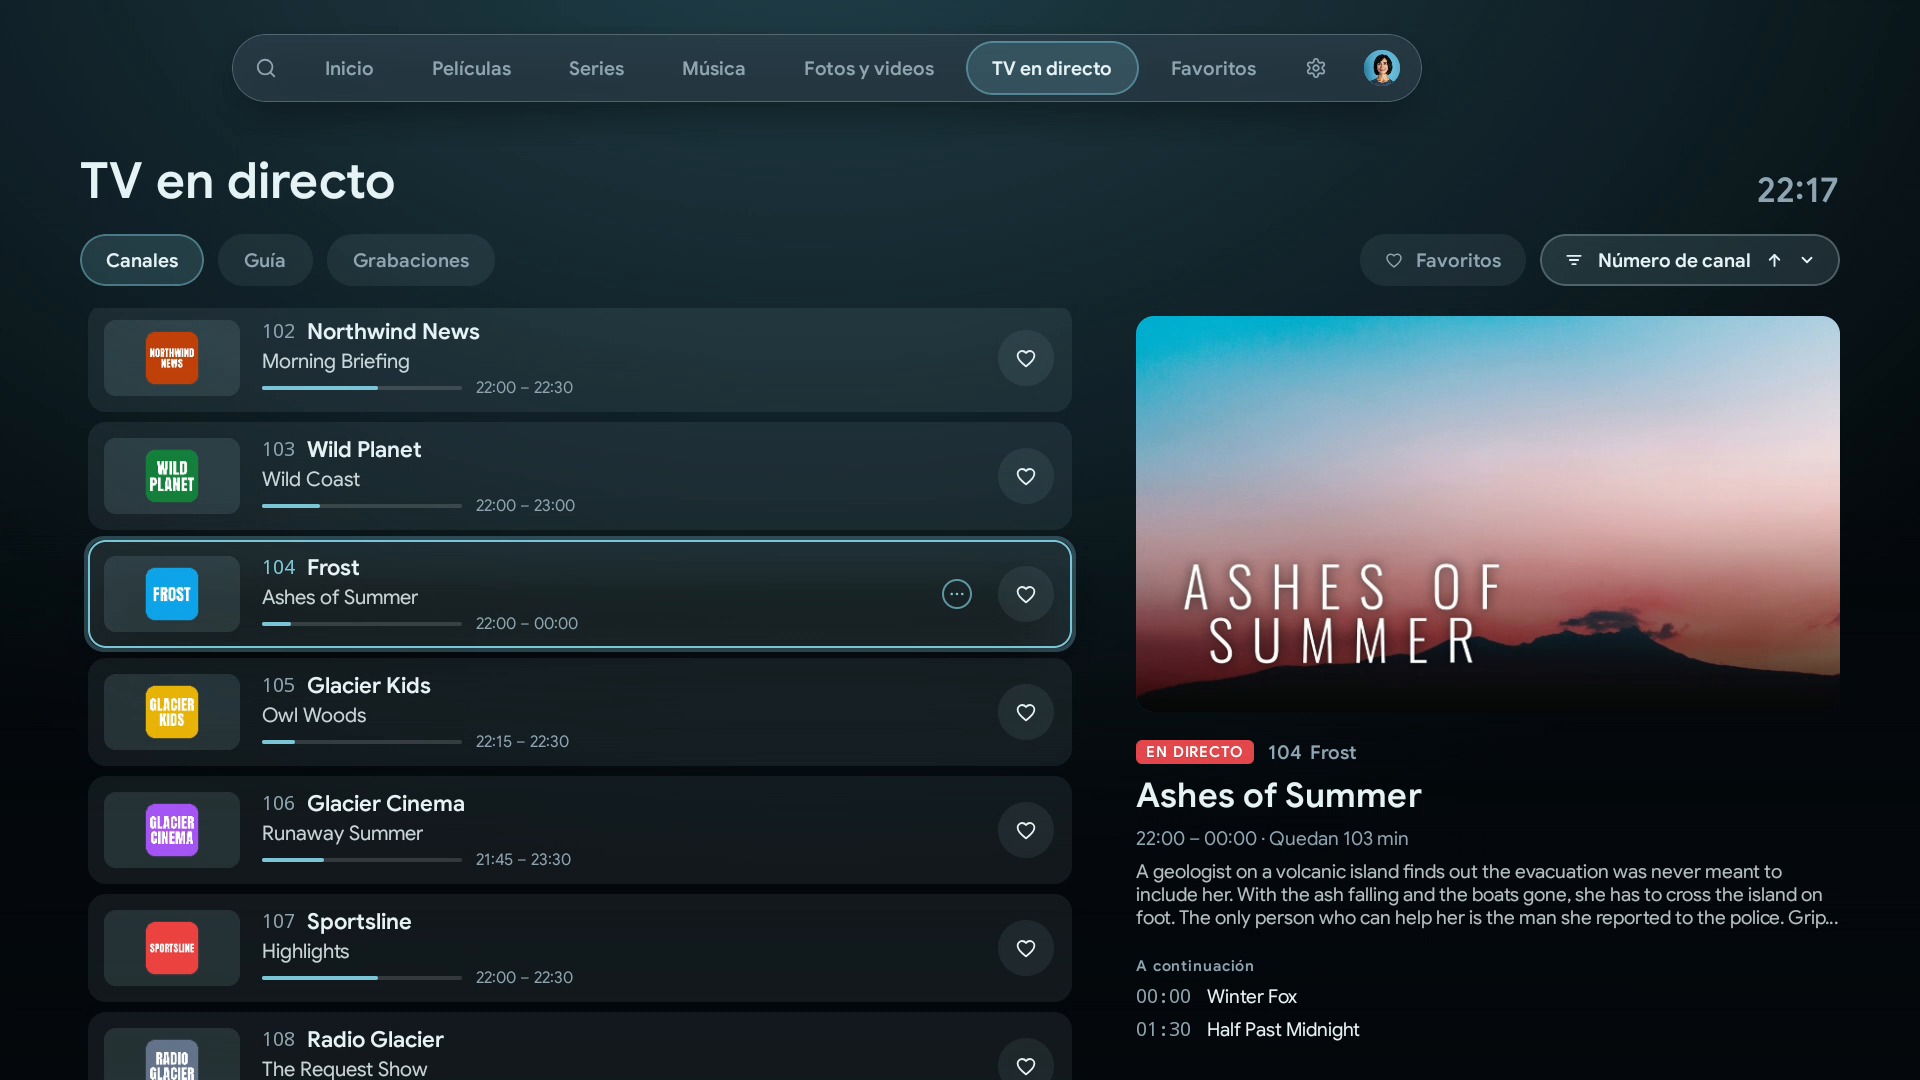 Inicio
Películas
Series
Música
Fotos y videos
TV en directo
Favoritos
TV en directo
22:17
Canales
Guía
Grabaciones
Favoritos
Número de canal
NORTHWIND
NEWS
102 Northwind News
Morning Briefing
22:00 – 22:30
WILD
PLANET
103 Wild Planet
Wild Coast
22:00 – 23:00
FROST
104 Frost
Ashes of Summer
22:00 – 00:00
GLACIER
KIDS
105 Glacier Kids
Owl Woods
22:15 – 22:30
GLACIER
CINEMA
106 Glacier Cinema
Runaway Summer
21:45 – 23:30
SPORTSLINE
107 Sportsline
Highlights
22:00 – 22:30
RADIO
GLACIER
108 Radio Glacier
The Request Show
ASHES OF
SUMMER
EN DIRECTO 104 Frost
Ashes of Summer
22:00 – 00:00 · Quedan 103 min
A geologist on a volcanic island finds out the evacuation was never meant to
include her. With the ash falling and the boats gone, she has to cross the island on
foot. The only person who can help her is the man she reported to the police. Grip…
A continuación
00:00 Winter Fox
01:30 Half Past Midnight